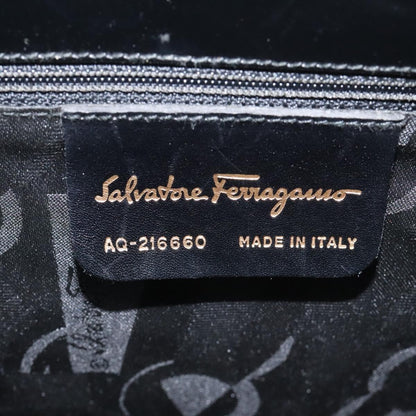 Salvatore Ferragamo
AQ-216660 MADE IN ITALY